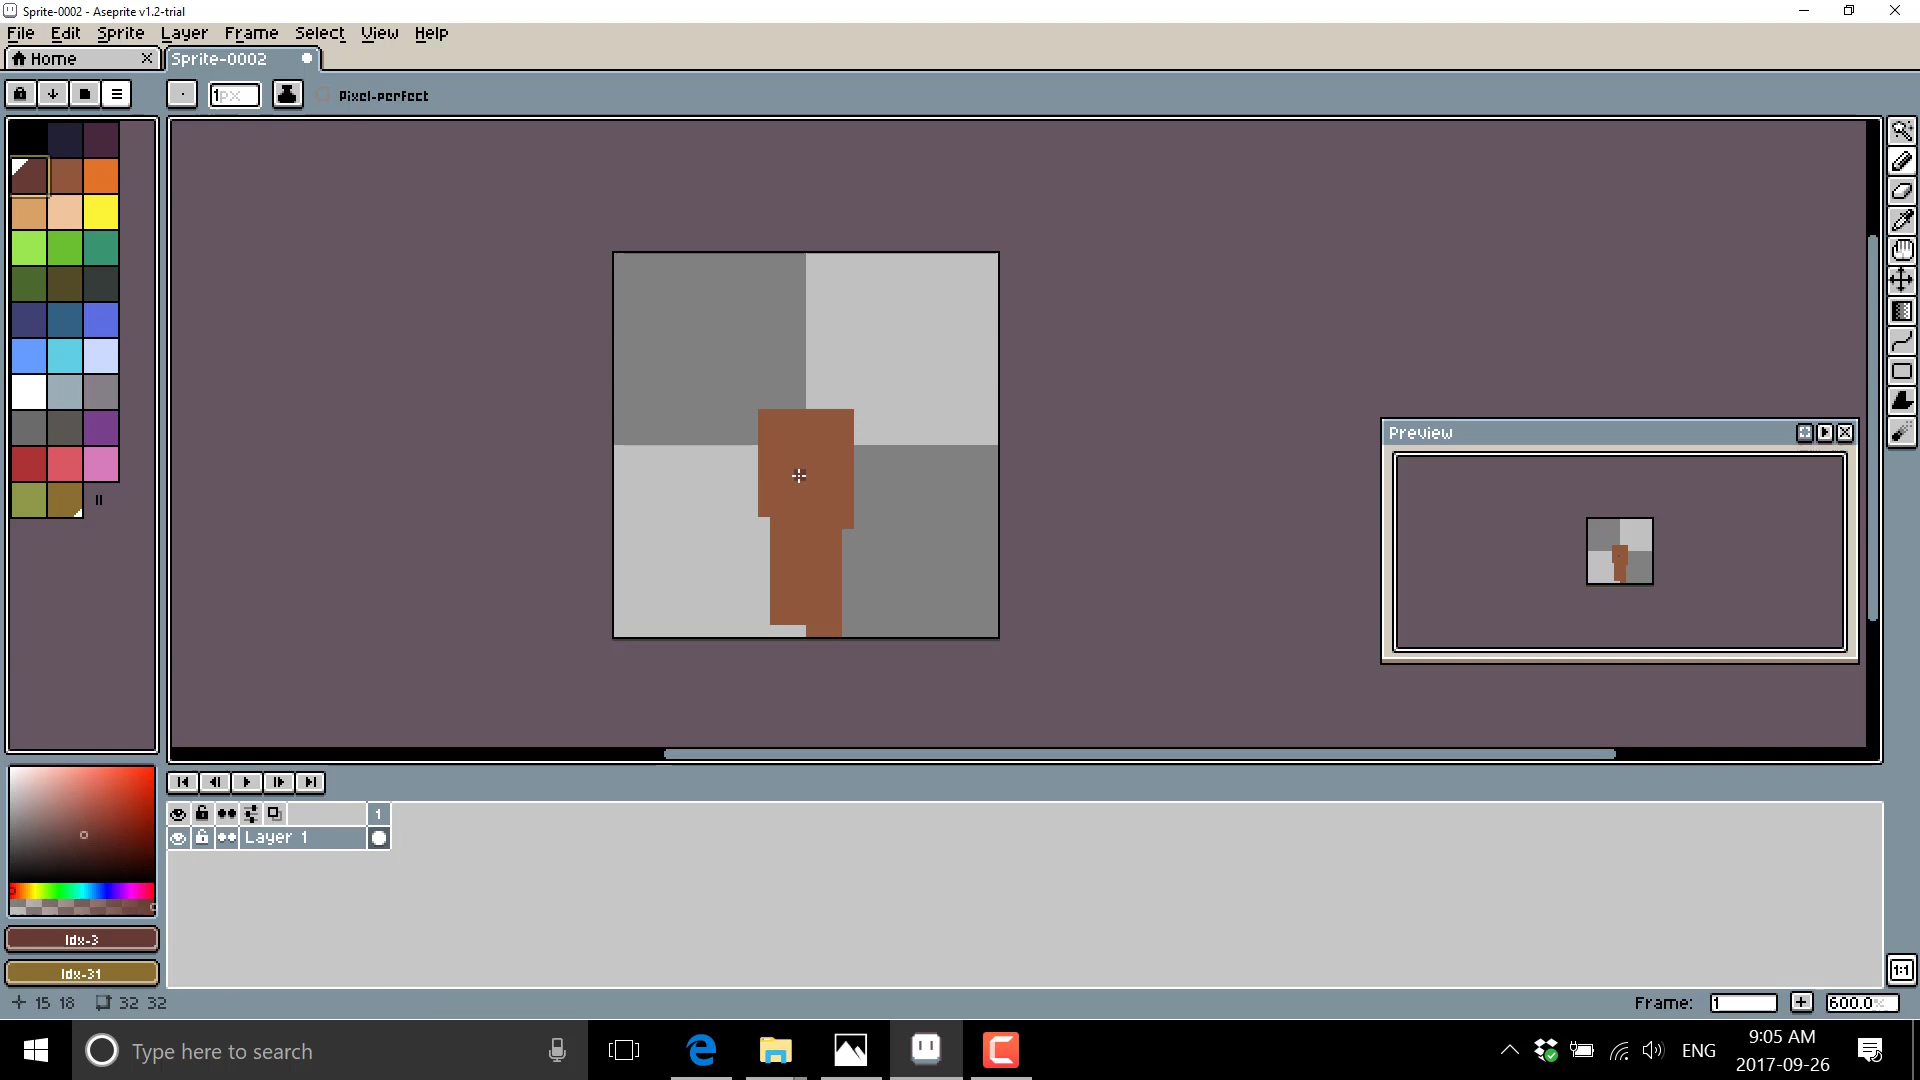 Sprite-0002 - Aseprite v1.2-trial
File Edit Sprite Layer Frame Select View Help
Home
Sprite-0002
1px
Pixel-perfect
Preview
1
Layer 1
Idx-3
Idx-31
1:1
15 18 32 32
Frame: 1
600.0%
Type here to search
ENG
9:05 AM
2017-09-26